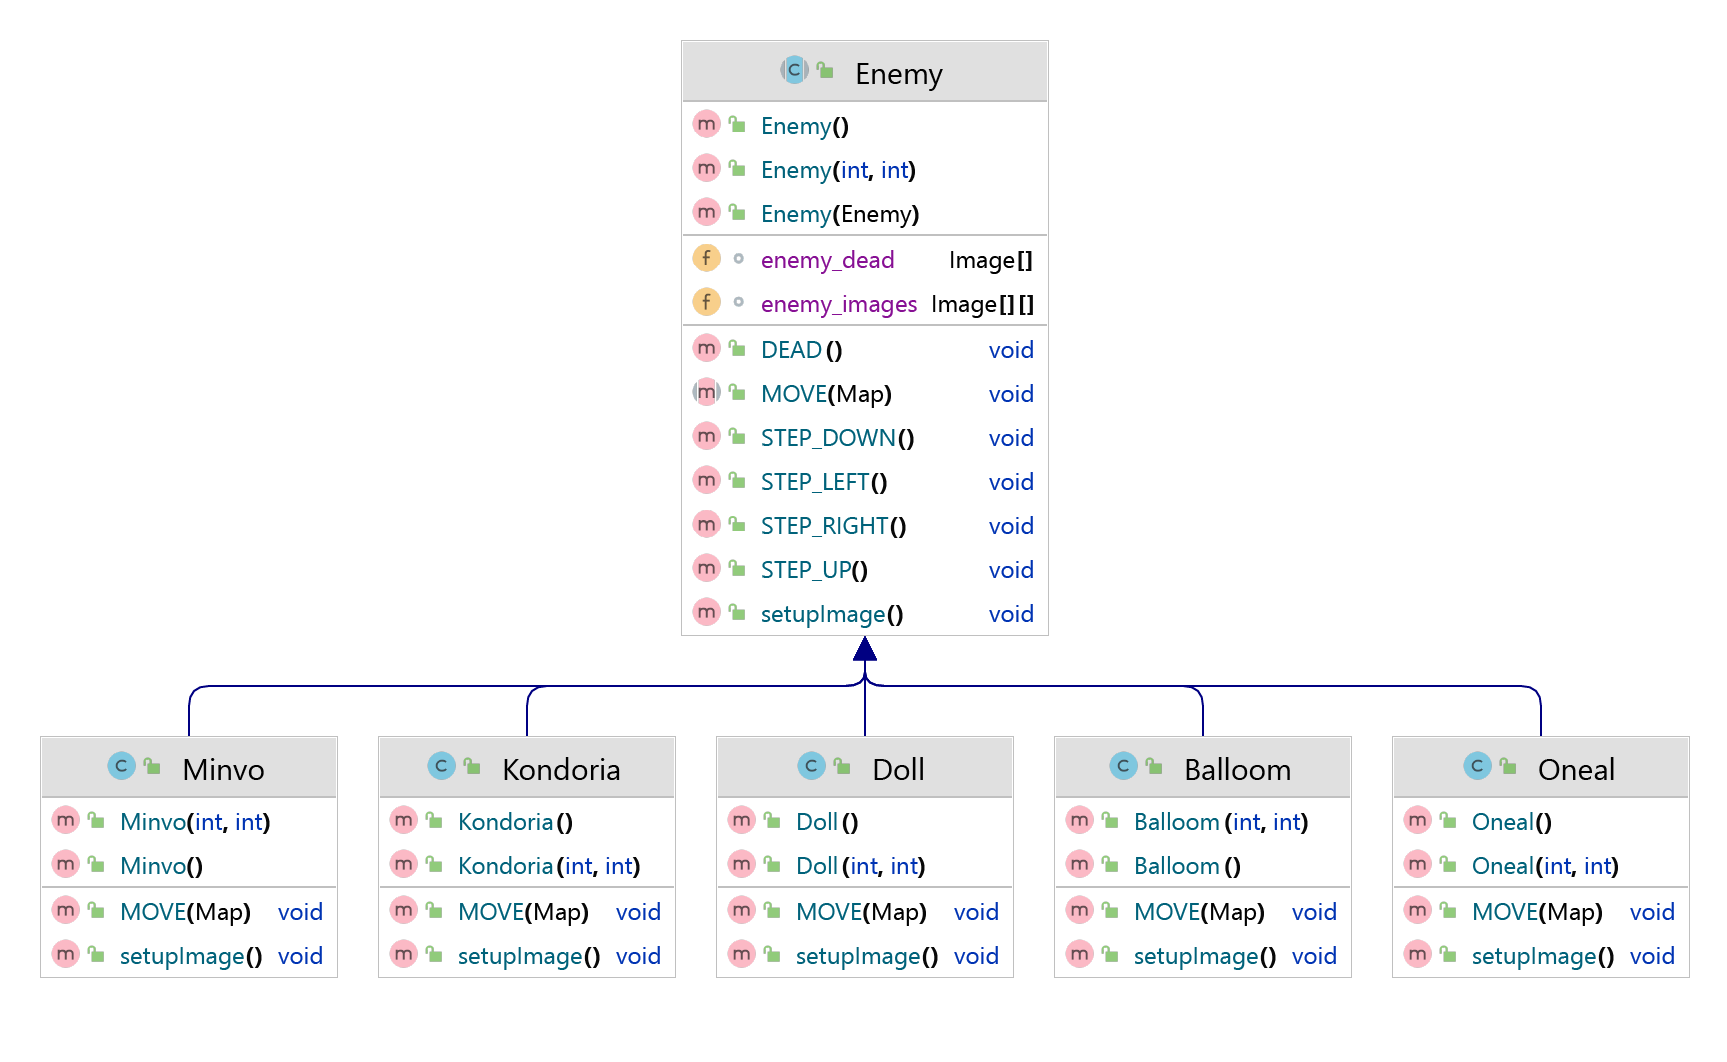 Enemy
Enemy()
Enemy(int, int)
Enemy(Enemy)
enemy_dead Image[]
enemy_images Image[][]
DEAD() void
MOVE(Map) void
STEP_DOWN() void
STEP_LEFT() void
STEP_RIGHT() void
STEP_UP() void
setupImage() void
Minvo
Minvo(int, int)
Minvo()
MOVE(Map) void
setupImage() void
Kondoria
Kondoria()
Kondoria(int, int)
MOVE(Map) void
setupImage() void
Doll
Doll()
Doll(int, int)
MOVE(Map) void
setupImage() void
Balloom
Balloom(int, int)
Balloom()
MOVE(Map) void
setupImage() void
Oneal
Oneal()
Oneal(int, int)
MOVE(Map) void
setupImage() void